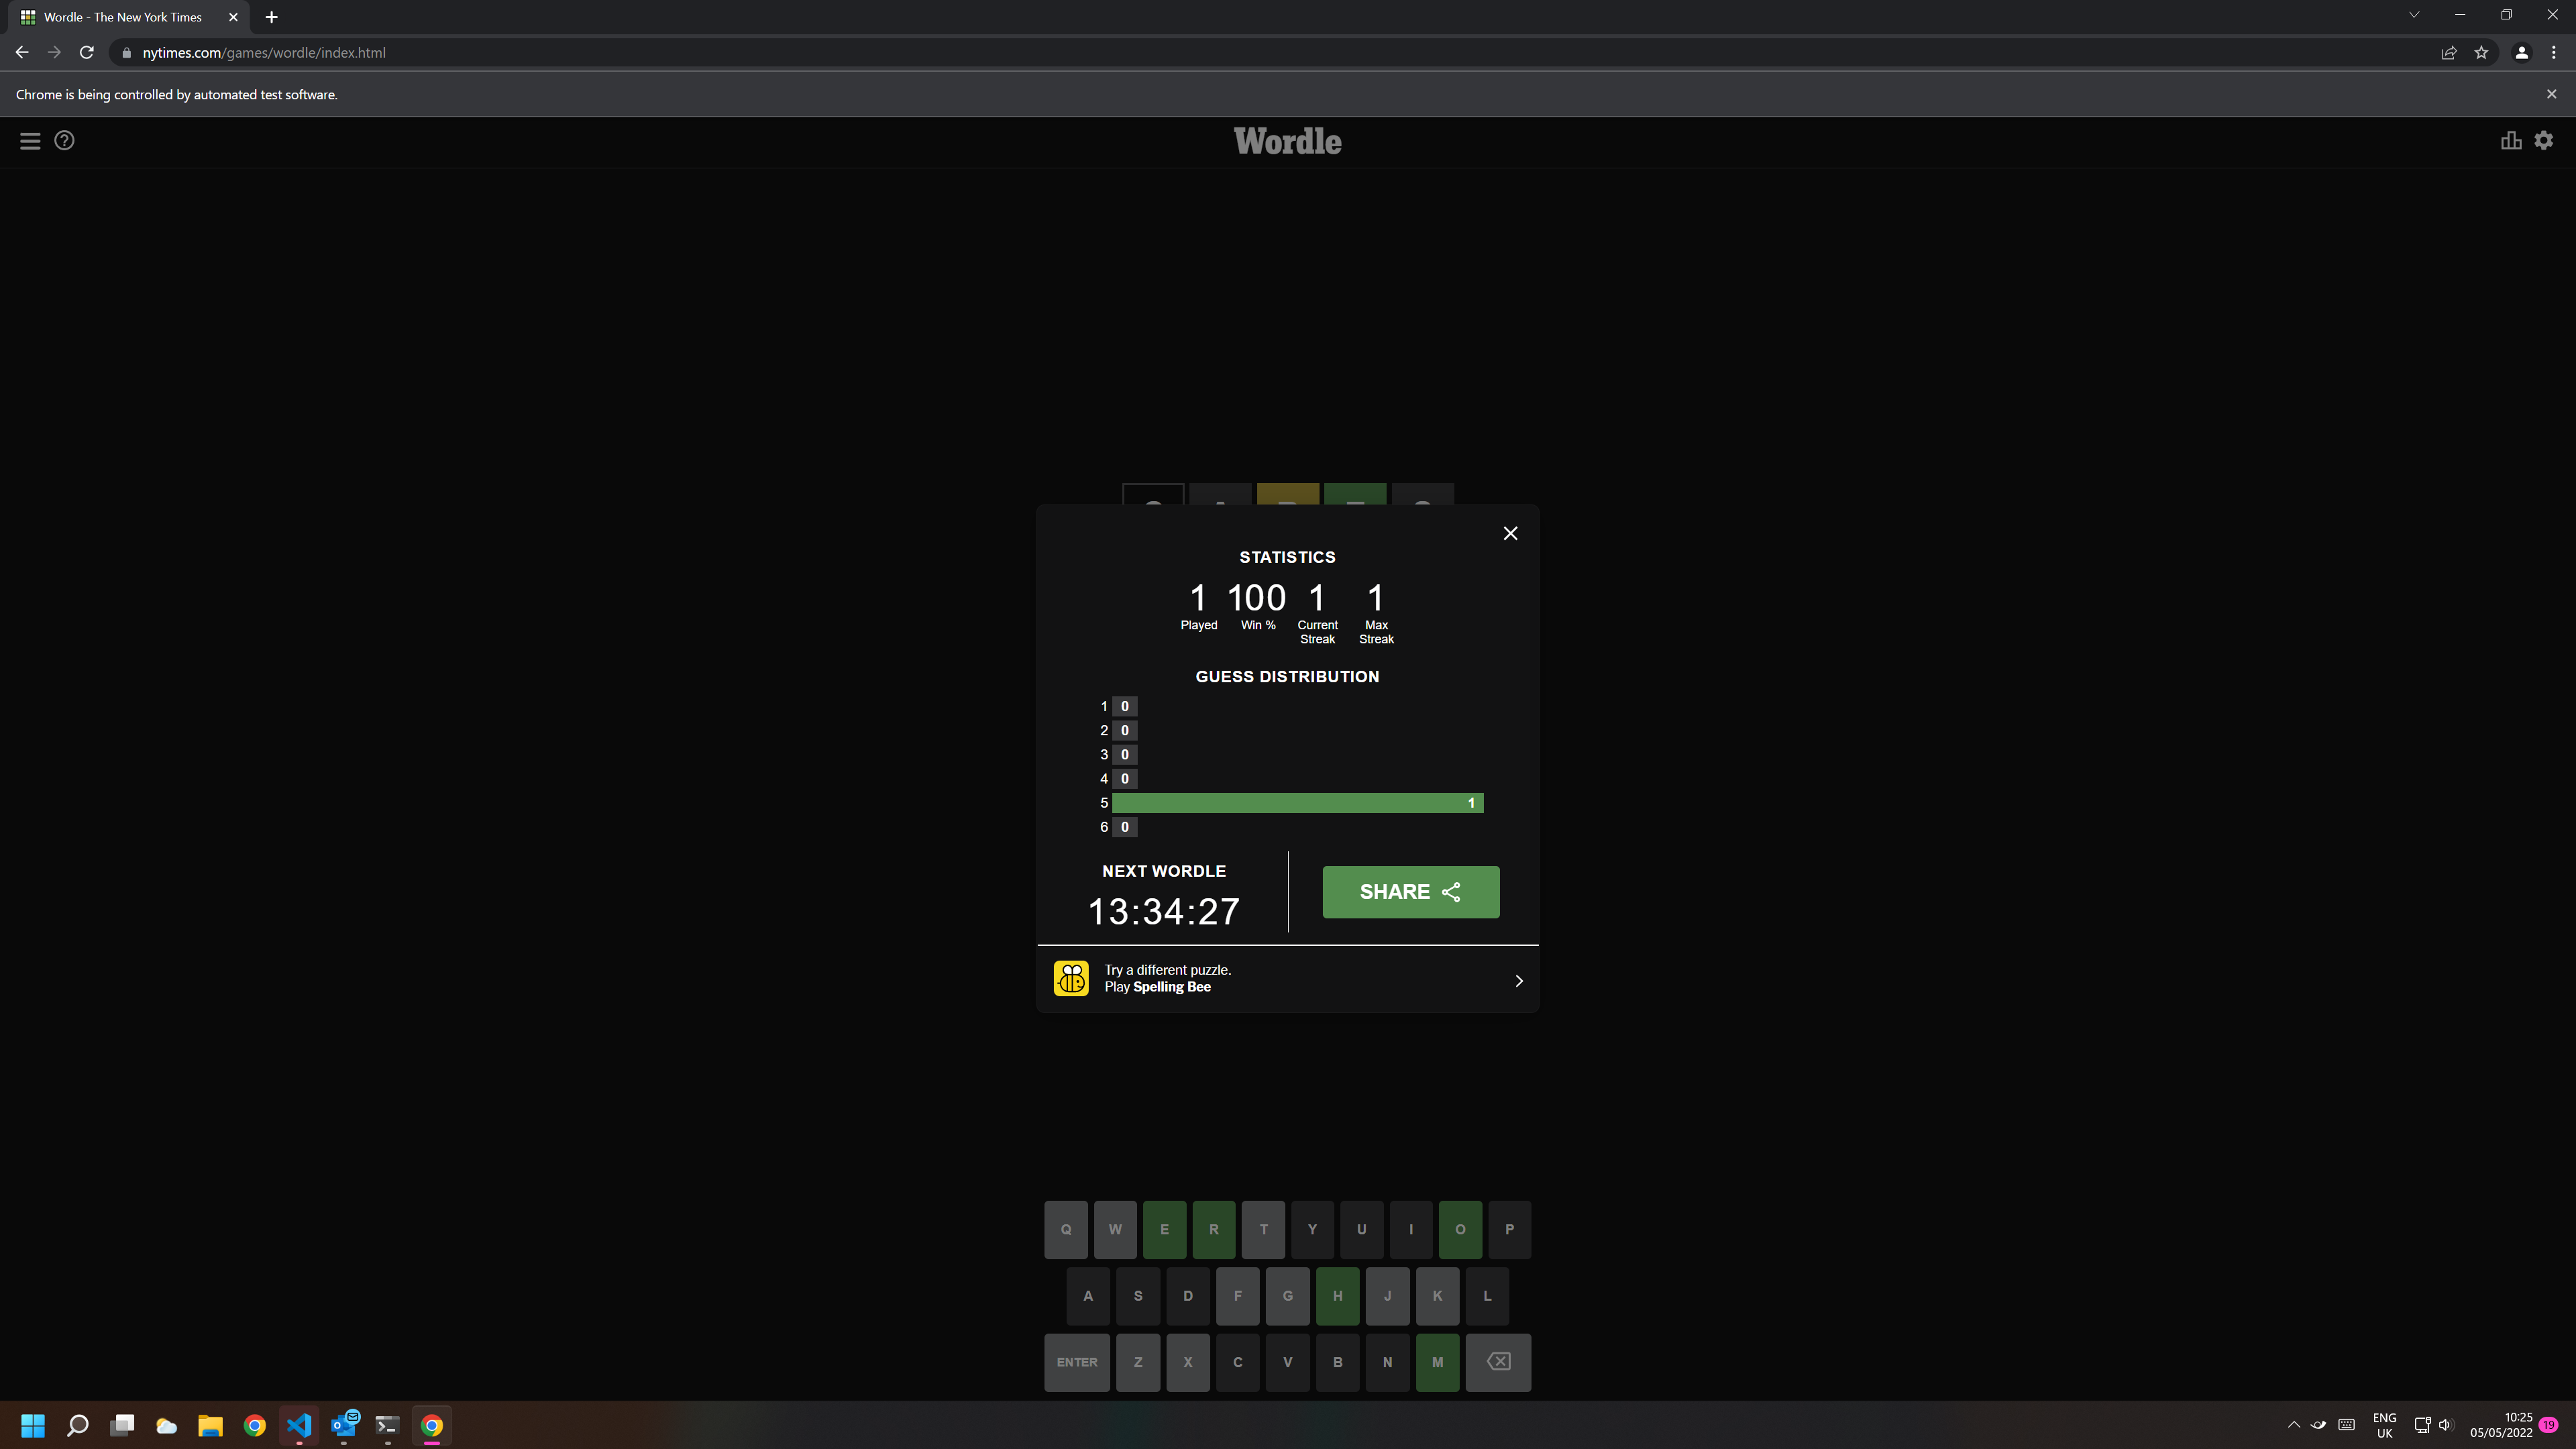 Wordle - The New York Times
nytimes.com/games/wordle/index.html
Chrome is being controlled by automated test software.
Wordle
STATISTICS
1 100 1 1
Played Win % Current Streak Max Streak
GUESS DISTRIBUTION
1 0
2 0
3 0
4 0
5 1
6 0
NEXT WORDLE
13:34:27
SHARE
Try a different puzzle.
Play Spelling Bee
Q W E R T Y U I O P
A S D F G H J K L
ENTER Z X C V B N M
ENG 10:25 19
UK 05/05/2022